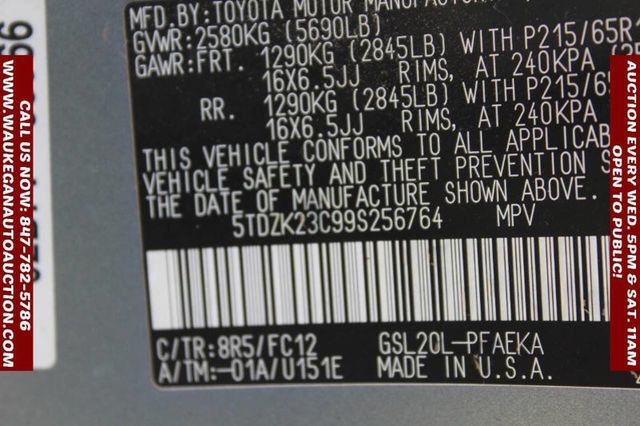 MFD. BY: TOYOTA MOTOR MANUFACTUR
GVWR: 2580KG (5690LB)
GAWR: FRT. 1290KG (2845LB) WITH P215/65R
16X6.5JJ RIMS, AT 240KPA
RR. 1290KG (2845LB) WITH P215/6
16X6.5JJ RIMS, AT 240KPA
THIS VEHICLE CONFORMS TO ALL APPLICAB
VEHICLE SAFETY AND THEFT PREVENTION S
THE DATE OF MANUFACTURE SHOWN ABOVE.
5TDZK23C99S256764 MPV
C/TR: 8R5/FC12 GSL20L-PFAEKA
A/TM:-01A/U151E MADE IN U.S.A.
CALL US NOW: 847-782-5786
WWW.WAUKEGANAUTOAUCTION.COM
AUCTION EVERY WED. 5PM & SAT. 11AM
OPEN TO PUBLIC!